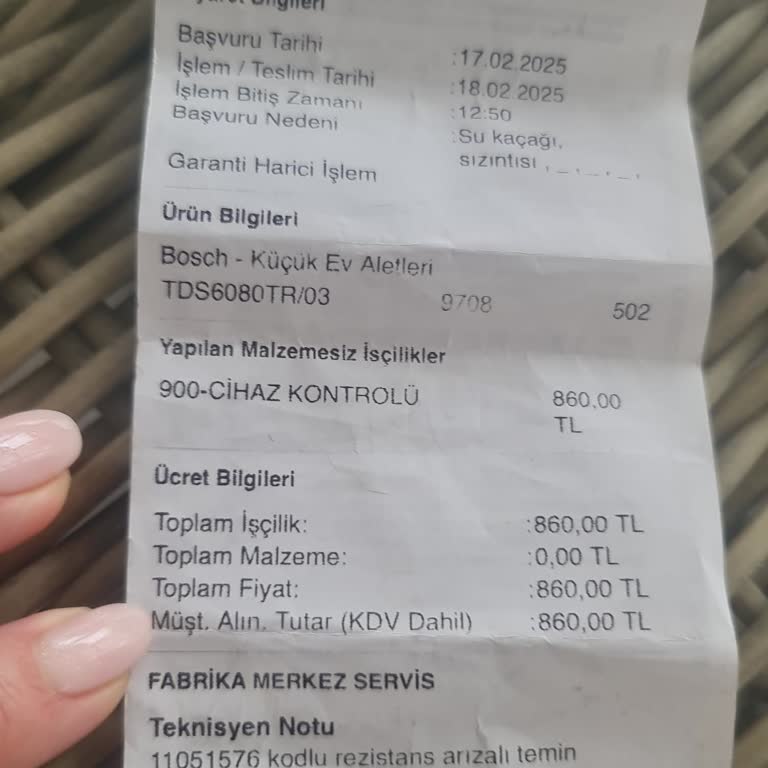 Bilgileri
Başvuru Tarihi :17.02.2025
İşlem / Teslim Tarihi :18.02.2025
İşlem Bitiş Zamanı :12:50
Başvuru Nedeni :Su kaçağı,
sızıntısı , _ , _ , _ ,
Garanti Harici İşlem
Ürün Bilgileri
Bosch - Küçük Ev Aletleri
TDS6080TR/03 9708 502
Yapılan Malzemesiz İşçilikler
900-CİHAZ KONTROLÜ 860,00
TL
Ücret Bilgileri
Toplam İşçilik: :860,00 TL
Toplam Malzeme: :0,00 TL
Toplam Fiyat: :860,00 TL
Müşt. Alın. Tutar (KDV Dahil) :860,00 TL
FABRİKA MERKEZ SERVİS
Teknisyen Notu
11051576 kodlu rezistans arızalı temin